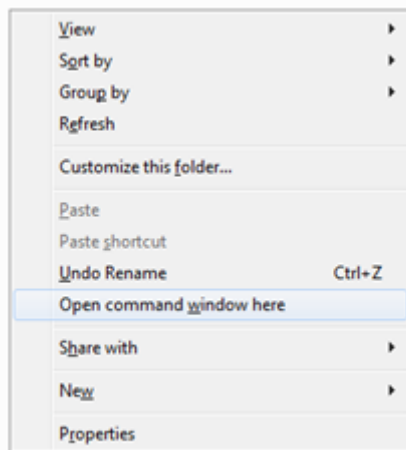 View
Sort by
Group by
Refresh
Customize this folder...
Paste
Paste shortcut
Undo Rename Ctrl+Z
Open command window here
Share with
New
Properties